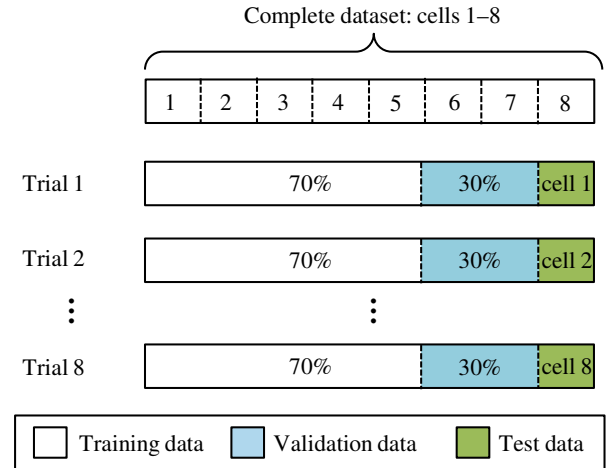 Complete dataset: cells 1–8
1 2 3 4 5 6 7 8
Trial 1 70% 30% cell 1
Trial 2 70% 30% cell 2
Trial 8 70% 30% cell 8
Training data Validation data Test data